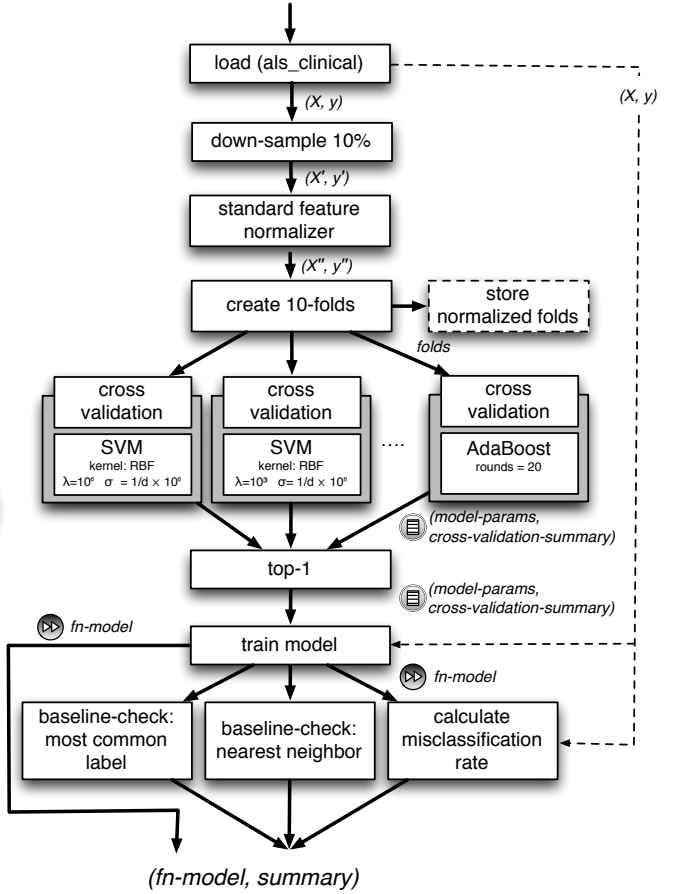 load (als_clinical)
(X, y)
(X, y)
down-sample 10%
(X', y')
standard feature
normalizer
(X", y")
create 10-folds
store
normalized folds
folds
cross
validation
SVM
kernel: RBF
λ=10⁶ σ = 1/d × 10⁶
cross
validation
SVM
kernel: RBF
λ=10³ σ= 1/d × 10⁶
....
cross
validation
AdaBoost
rounds = 20
(model-params,
cross-validation-summary)
top-1
(model-params,
cross-validation-summary)
fn-model
train model
fn-model
baseline-check:
most common
label
baseline-check:
nearest neighbor
calculate
misclassification
rate
(fn-model, summary)